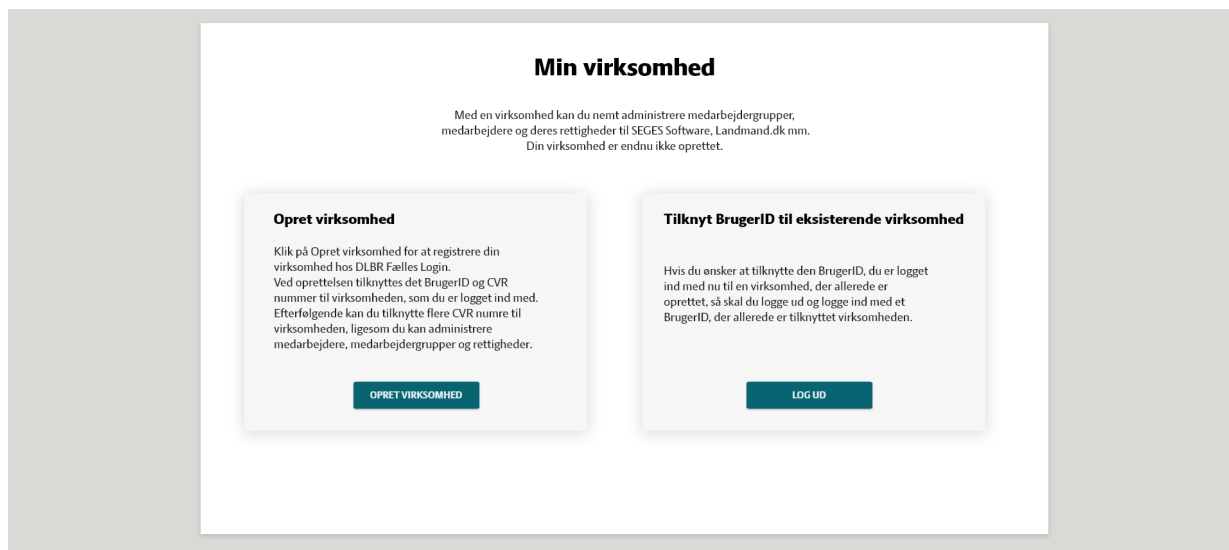 Min virksomhed
Med en virksomhed kan du nemt administrere medarbejdergrupper,
medarbejdere og deres rettigheder til SEGES Software, Landmand.dk mm.
Din virksomhed er endnu ikke oprettet.
Opret virksomhed
Klik på Opret virksomhed for at registrere din
virksomhed hos DLBR Fælles Login.
Ved oprettelsen tilknyttes det BrugerID og CVR
nummer til virksomheden, som du er logget ind med.
Efterfølgende kan du tilknytte flere CVR numre til
virksomheden, ligesom du kan administrere
medarbejdere, medarbejdergrupper og rettigheder.
OPRET VIRKSOMHED
Tilknyt BrugerID til eksisterende virksomhed
Hvis du ønsker at tilknytte den BrugerID, du er logget
ind med nu til en virksomhed, der allerede er
oprettet, så skal du logge ud og logge ind med et
BrugerID, der allerede er tilknyttet virksomheden.
LOG UD